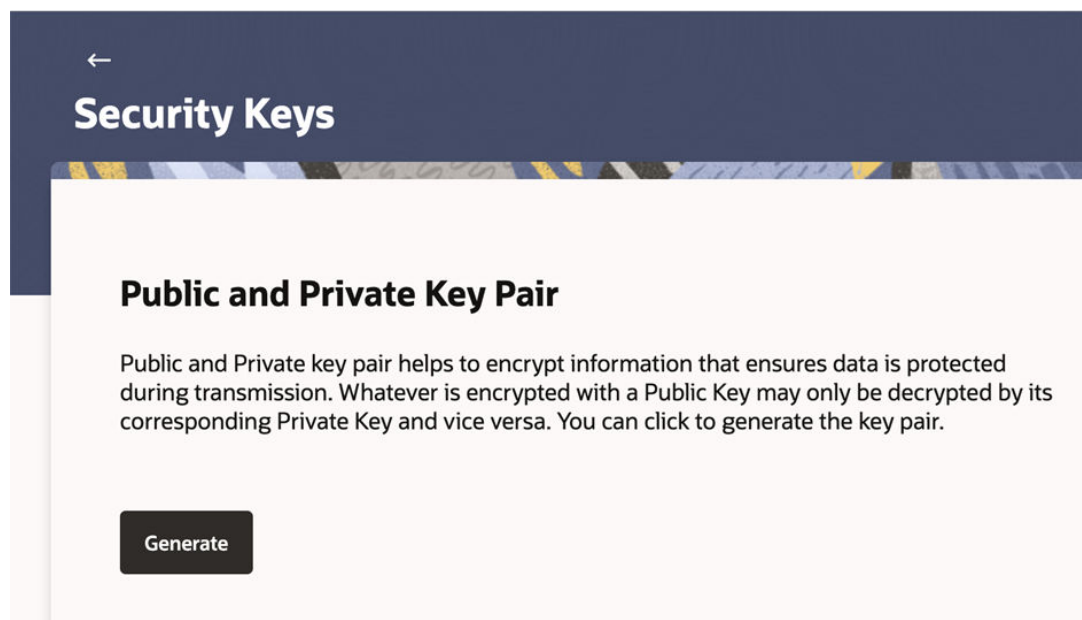 Security Keys
Public and Private Key Pair
Public and Private key pair helps to encrypt information that ensures data is protected
during transmission. Whatever is encrypted with a Public Key may only be decrypted by its
corresponding Private Key and vice versa. You can click to generate the key pair.
Generate